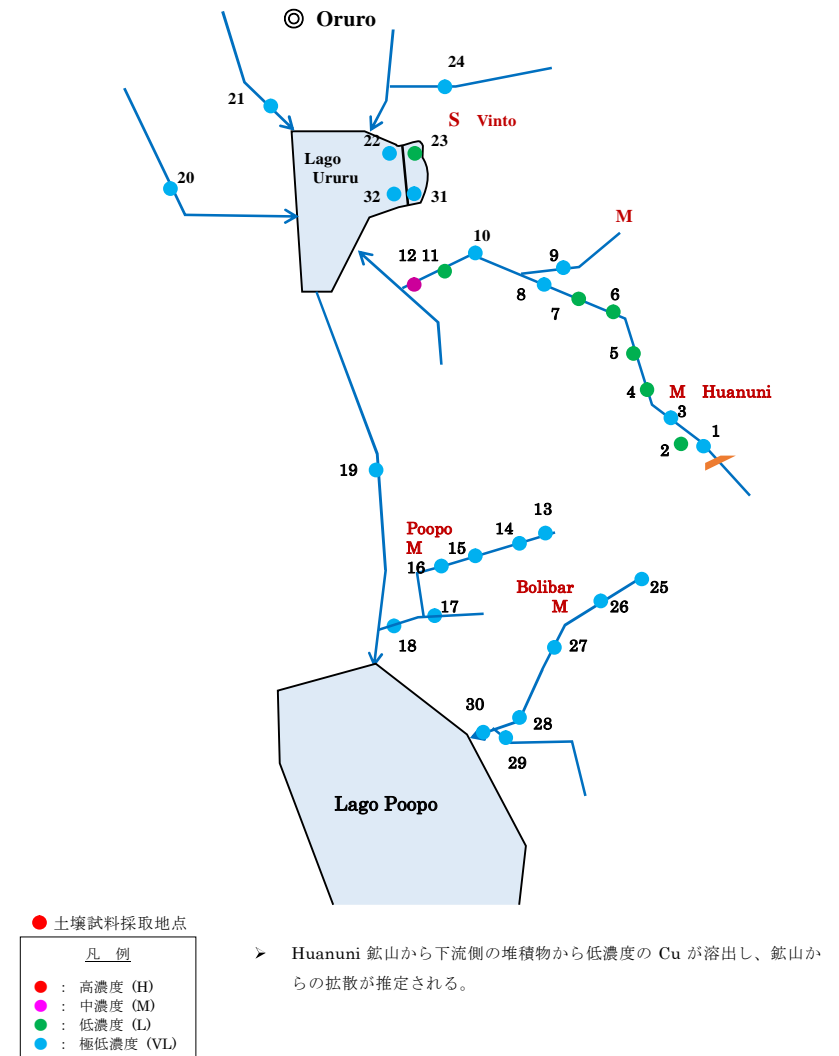 ◎ Oruro
24
21
S Vinto
22
23
Lago
Ururu
20
32
31
M
10
12 11
9
8
7
6
5
4
M Huanuni
3
1
2
19
13
Poopo
14
M
15
16
Bolibar
25
M
26
17
18
27
30
28
29
Lago Poopo
土壌試料採取地点
凡 例
： 高濃度 (H)
： 中濃度 (M)
： 低濃度 (L)
： 極低濃度 (VL)
➢ Huanuni 鉱山から下流側の堆積物から低濃度の Cu が溶出し、鉱山か
らの拡散が推定される。